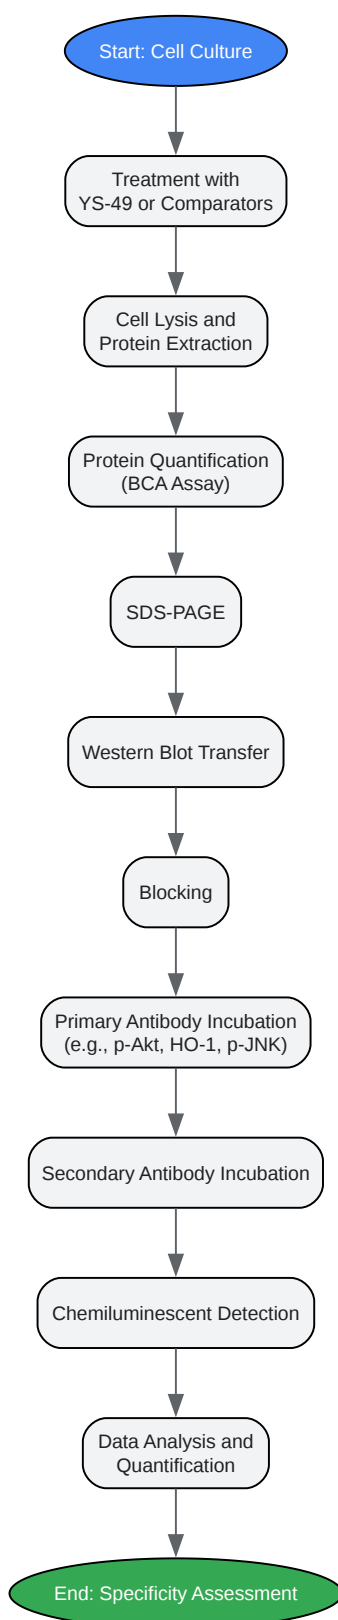 Start: Cell Culture
Treatment with
YS-49 or Comparators
Cell Lysis and
Protein Extraction
Protein Quantification
(BCA Assay)
SDS-PAGE
Western Blot Transfer
Blocking
Primary Antibody Incubation
(e.g., p-Akt, HO-1, p-JNK)
Secondary Antibody Incubation
Chemiluminescent Detection
Data Analysis and
Quantification
End: Specificity Assessment